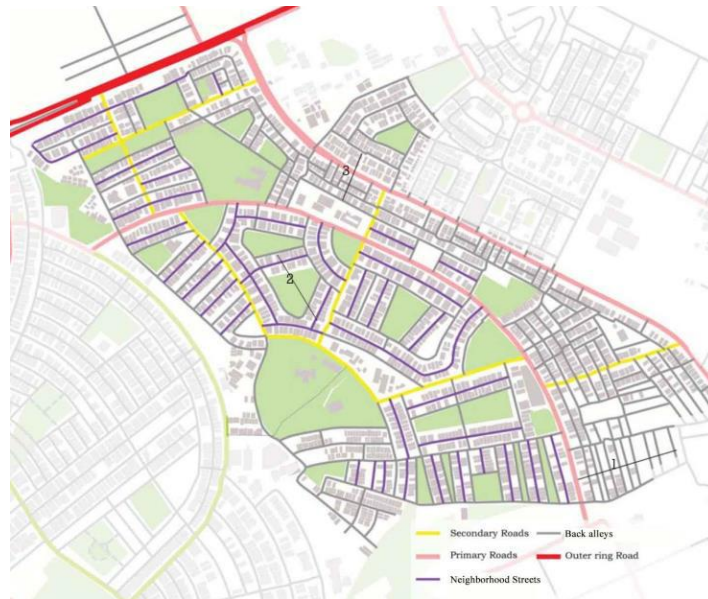 3
2
1
Secondary Roads
Back alleys
Primary Roads
Outer ring Road
Neighborhood Streets